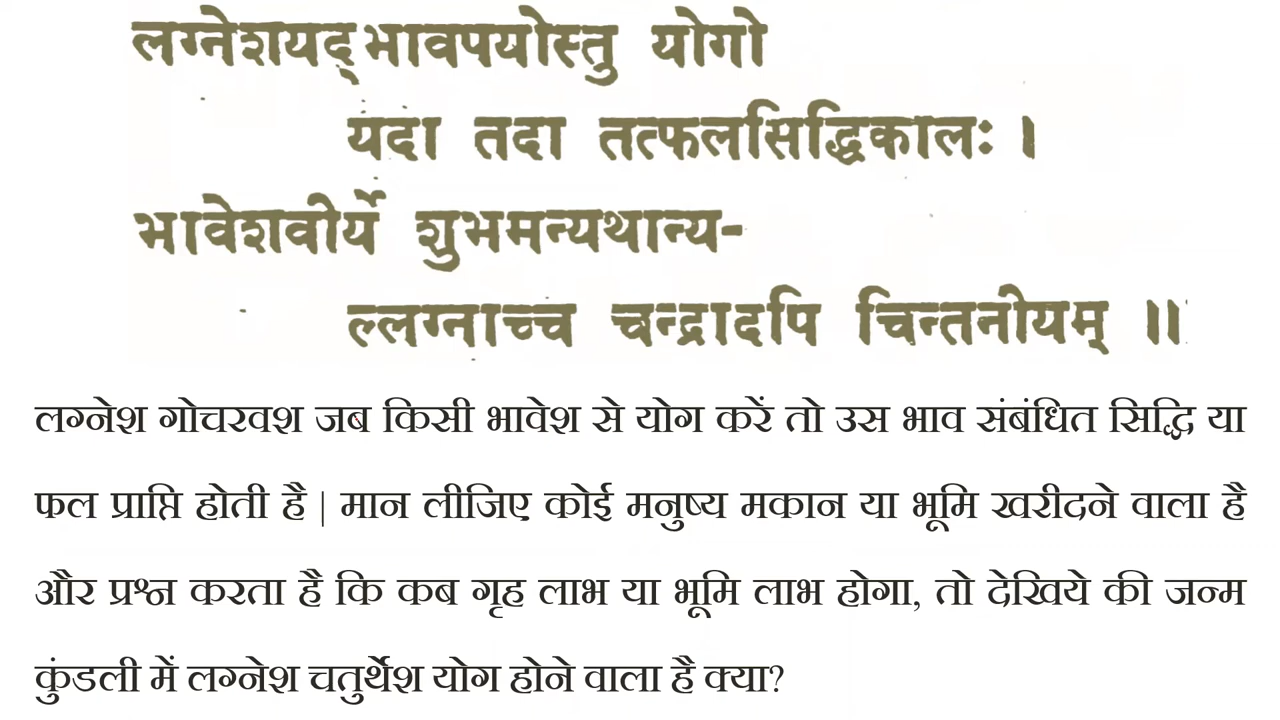 लग्नेशयद्भावपयोस्तु योगो
यदा तदा तत्फलसिद्धिकालः ।
भावेशवीर्ये शुभमन्यथान्य-
ल्लग्नाच्च चन्द्रादपि चिन्तनीयम् ॥
लग्नेश गोचरवश जब किसी भावेश से योग करें तो उस भाव संबंधित सिद्धि या
फल प्राप्ति होती है | मान लीजिए कोई मनुष्य मकान या भूमि खरीदने वाला है
और प्रश्न करता है कि कब गृह लाभ या भूमि लाभ होगा, तो देखिये की जन्म
कुंडली में लग्नेश चतुर्थेश योग होने वाला है क्या?